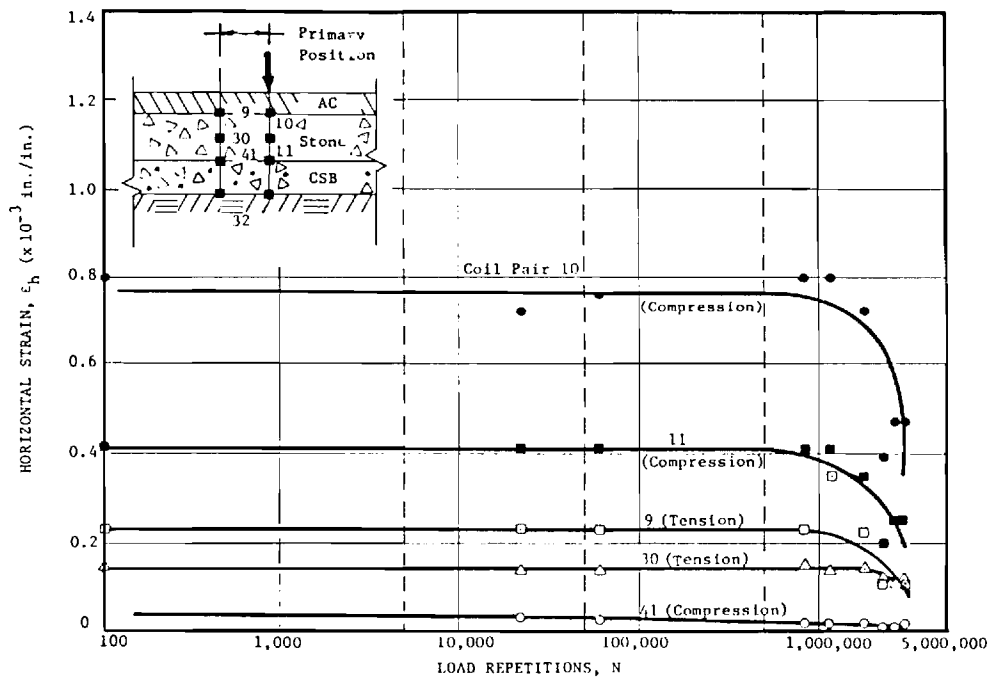 1.4
1.2
1.0
0.8
0.6
0.4
0.2
0
HORIZONTAL STRAIN, ε_h (x 10⁻³ in./in.)
Primary
Position
AC
9
10
30
Stone
41
11
CSB
32
Coil Pair 10
(Compression)
11
(Compression)
9 (Tension)
30 (Tension)
41 (Compression)
100
1,000
10,000
100,000
1,000,000
5,000,000
LOAD REPETITIONS, N